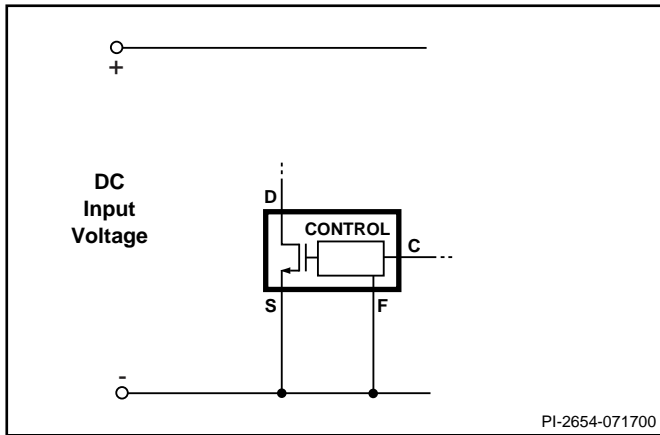 +
DC
Input
Voltage
D
CONTROL
C
S
F
-
PI-2654-071700